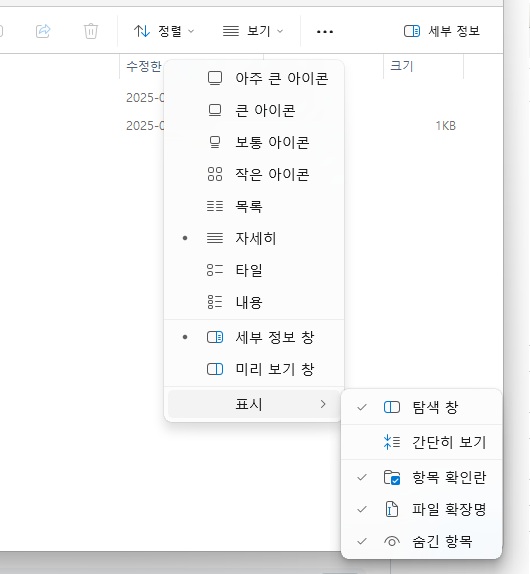 정렬 보기 ... 세부 정보
수정한 크기
2025-0
2025-0 1KB
아주 큰 아이콘
큰 아이콘
보통 아이콘
작은 아이콘
목록
자세히
타일
내용
세부 정보 창
미리 보기 창
표시
탐색 창
간단히 보기
항목 확인란
파일 확장명
숨긴 항목